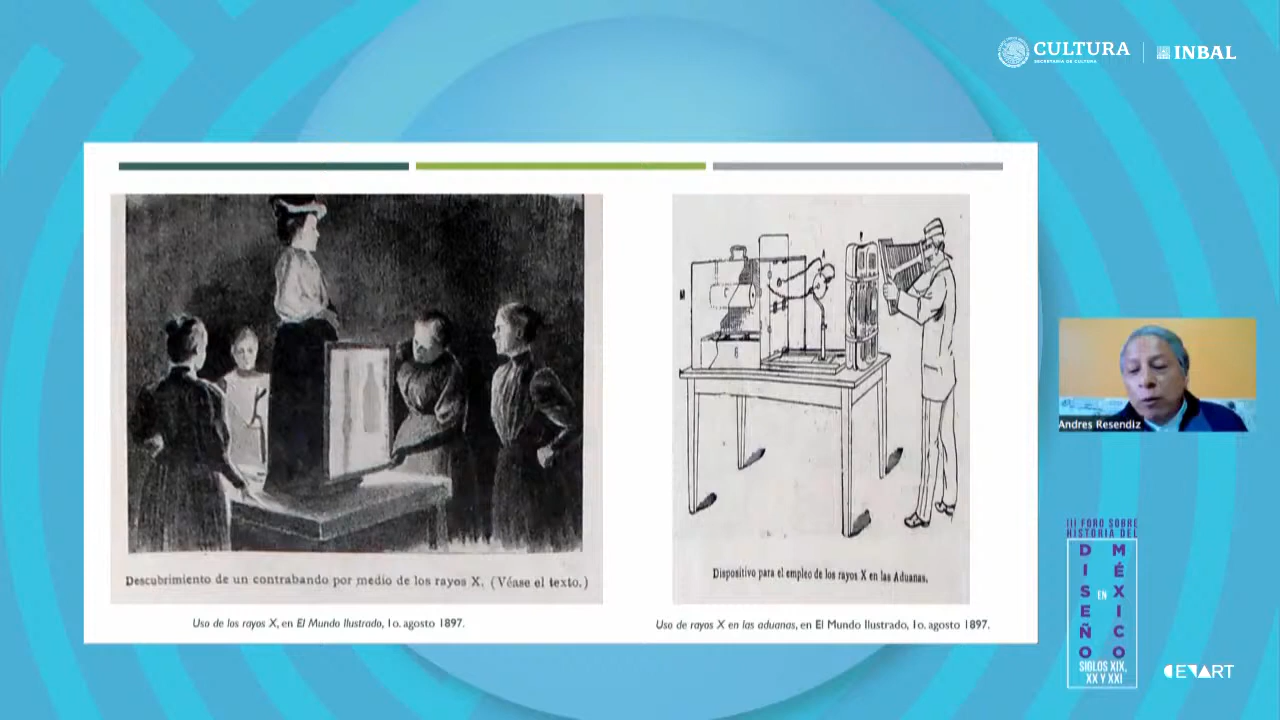 CULTURA
SECRETARÍA DE CULTURA
INBAL
Descubrimiento de un contrabando por medio de los rayos X. (Véase el texto.)
Uso de los rayos X, en El Mundo Ilustrado, 1o. agosto 1897.
6
Dispositivo para el empleo de los rayos X en las Aduanas.
Uso de rayos X en las aduanas, en El Mundo Ilustrado, 1o. agosto 1897.
Andres Resendiz
III FORO SOBRE
HISTORIA DEL
DISEÑO
EN
MÉXICO
SIGLOS XIX,
XX Y XXI
CENART